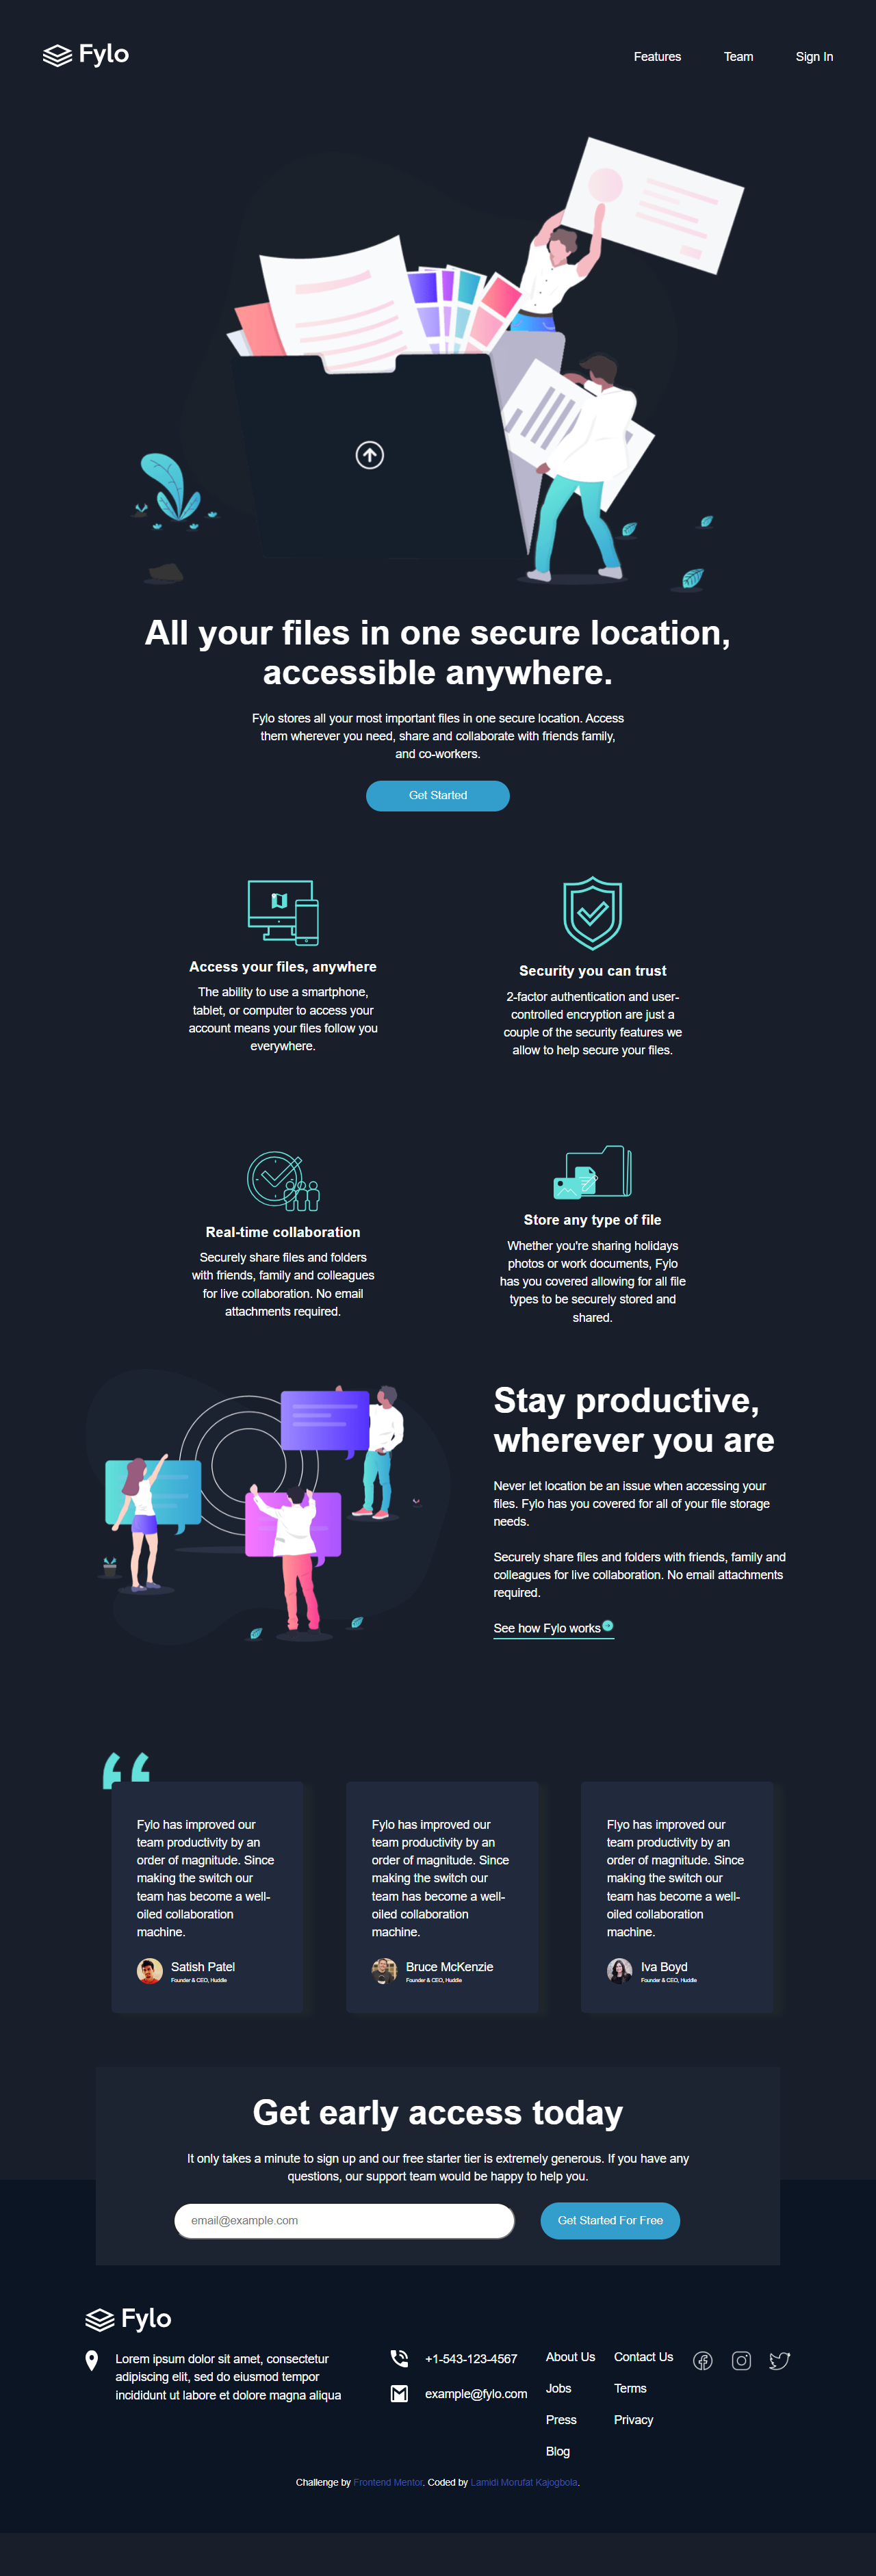 Fylo
Features Team Sign In
All your files in one secure location,
accessible anywhere.
Fylo stores all your most important files in one secure location. Access
them wherever you need, share and collaborate with friends family,
and co-workers.
Get Started
Access your files, anywhere
The ability to use a smartphone,
tablet, or computer to access your
account means your files follow you
everywhere.
Security you can trust
2-factor authentication and user-
controlled encryption are just a
couple of the security features we
allow to help secure your files.
Real-time collaboration
Securely share files and folders
with friends, family and colleagues
for live collaboration. No email
attachments required.
Store any type of file
Whether you're sharing holidays
photos or work documents, Fylo
has you covered allowing for all file
types to be securely stored and
shared.
Stay productive,
wherever you are
Never let location be an issue when accessing your
files. Fylo has you covered for all of your file storage
needs.
Securely share files and folders with friends, family and
colleagues for live collaboration. No email attachments
required.
See how Fylo works
Fylo has improved our
team productivity by an
order of magnitude. Since
making the switch our
team has become a well-
oiled collaboration
machine.
Satish Patel
Founder & CEO, Huddle
Fylo has improved our
team productivity by an
order of magnitude. Since
making the switch our
team has become a well-
oiled collaboration
machine.
Bruce McKenzie
Founder & CEO, Huddle
Flyo has improved our
team productivity by an
order of magnitude. Since
making the switch our
team has become a well-
oiled collaboration
machine.
Iva Boyd
Founder & CEO, Huddle
Get early access today
It only takes a minute to sign up and our free starter tier is extremely generous. If you have any
questions, our support team would be happy to help you.
email@example.com
Get Started For Free
Fylo
Lorem ipsum dolor sit amet, consectetur
adipiscing elit, sed do eiusmod tempor
incididunt ut labore et dolore magna aliqua
+1-543-123-4567
example@fylo.com
About Us
Jobs
Press
Blog
Contact Us
Terms
Privacy
Challenge by Frontend Mentor. Coded by Lamidi Morufat Kajogbola.